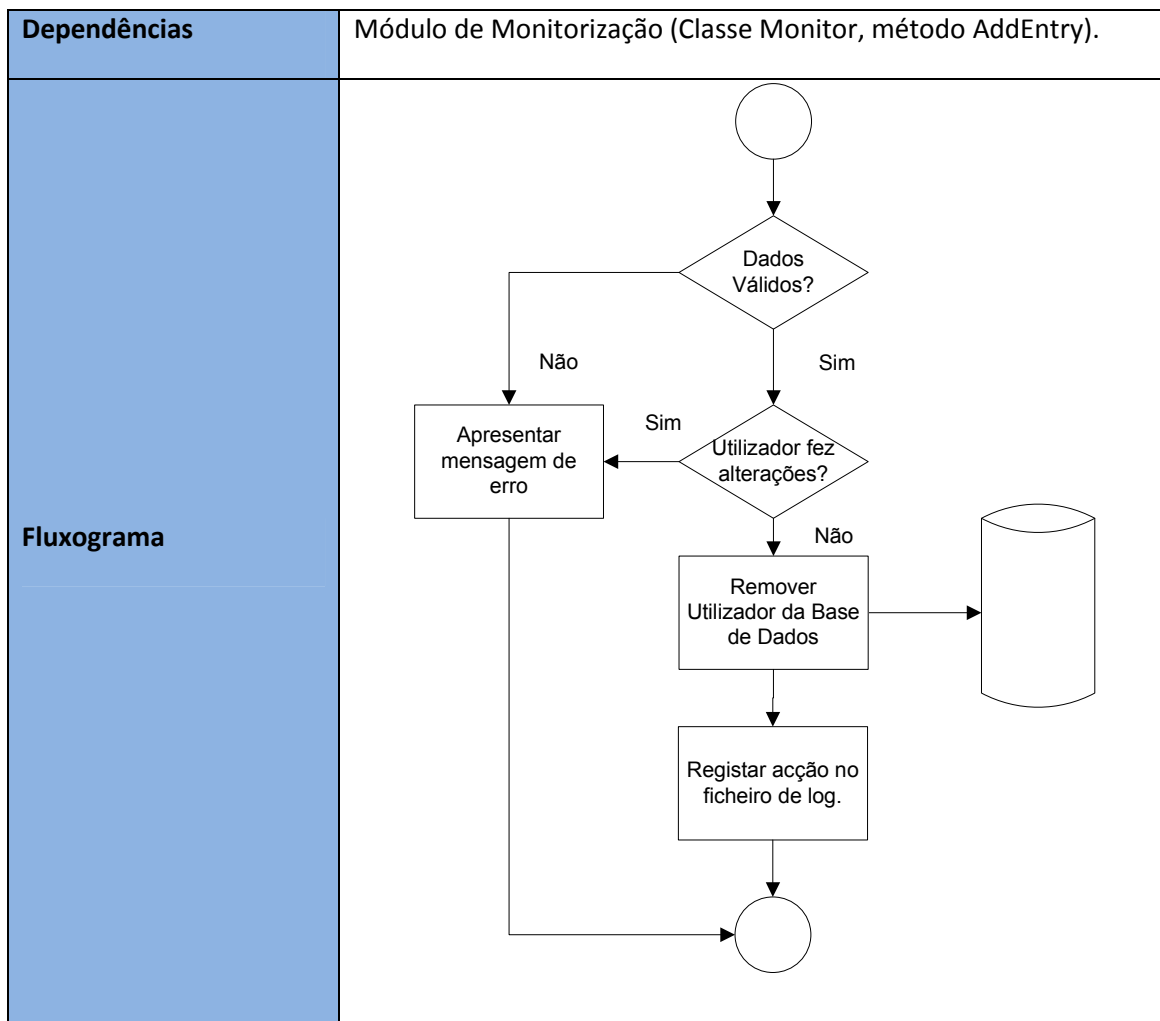 Dependências
Módulo de Monitorização (Classe Monitor, método AddEntry).
Fluxograma
Dados
Válidos?
Não
Sim
Apresentar
mensagem de
erro
Sim
Utilizador fez
alterações?
Não
Remover
Utilizador da Base
de Dados
Registar acção no
ficheiro de log.